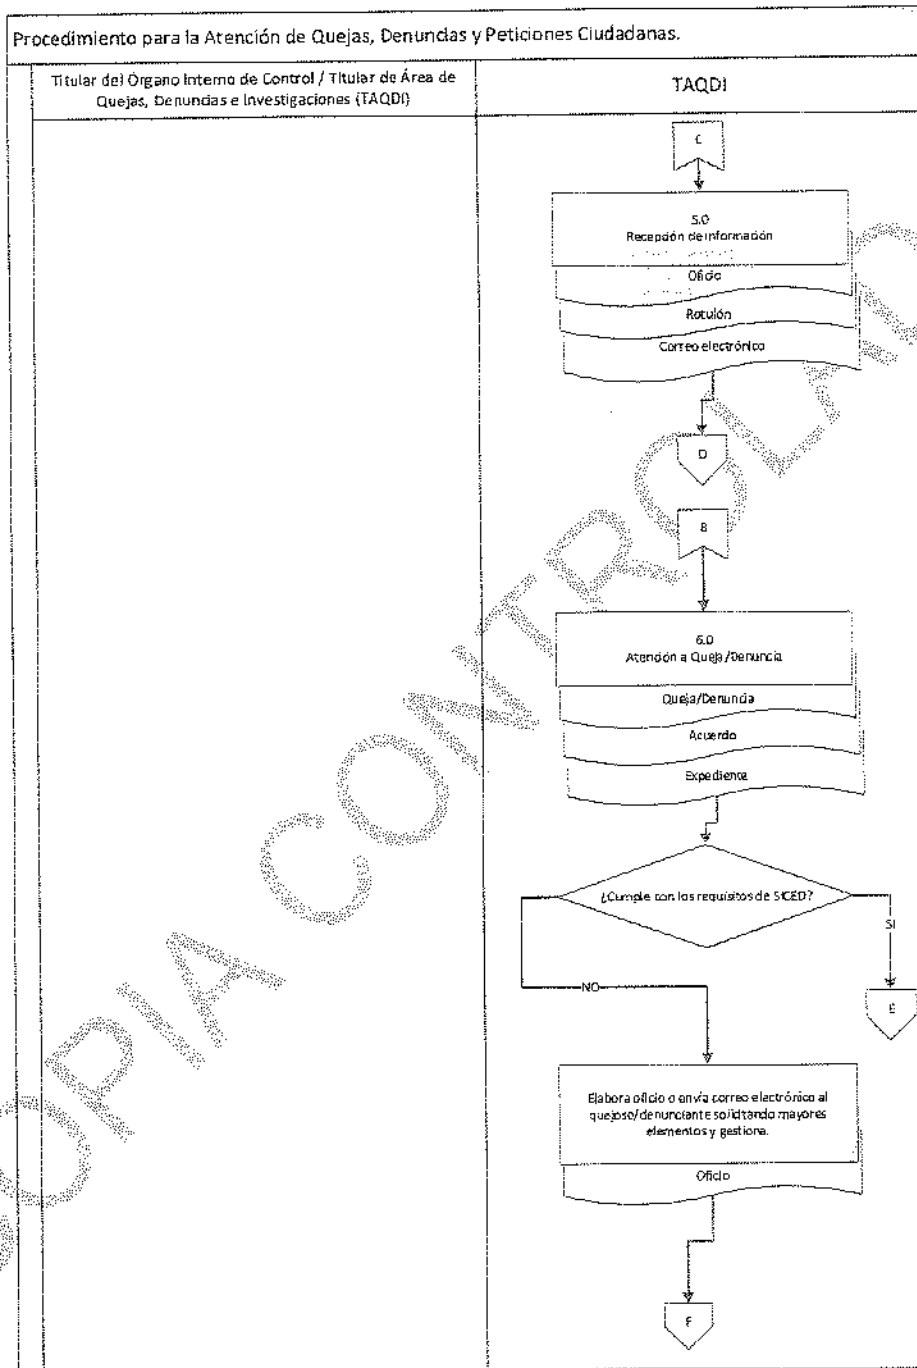 Procedimiento para la Atención de Quejas, Denuncias y Peticiones Ciudadanas.
Titular del Órgano Interno de Control / Titular de Área de
Quejas, Denuncias e Investigaciones (TAQDI)
TAQDI
C
5.0
Recepción de información
Oficio
Rotulón
Correo electrónico
D
B
6.0
Atención a Queja/Denuncia
Queja/Denuncia
Acuerdo
Expediente
¿Cumple con los requisitos de SICED?
SI
NO
E
Elabora oficio o envía correo electrónico al
quejoso/denunciante solicitando mayores
elementos y gestiona.
Oficio
F
COPIA CONTROLADA